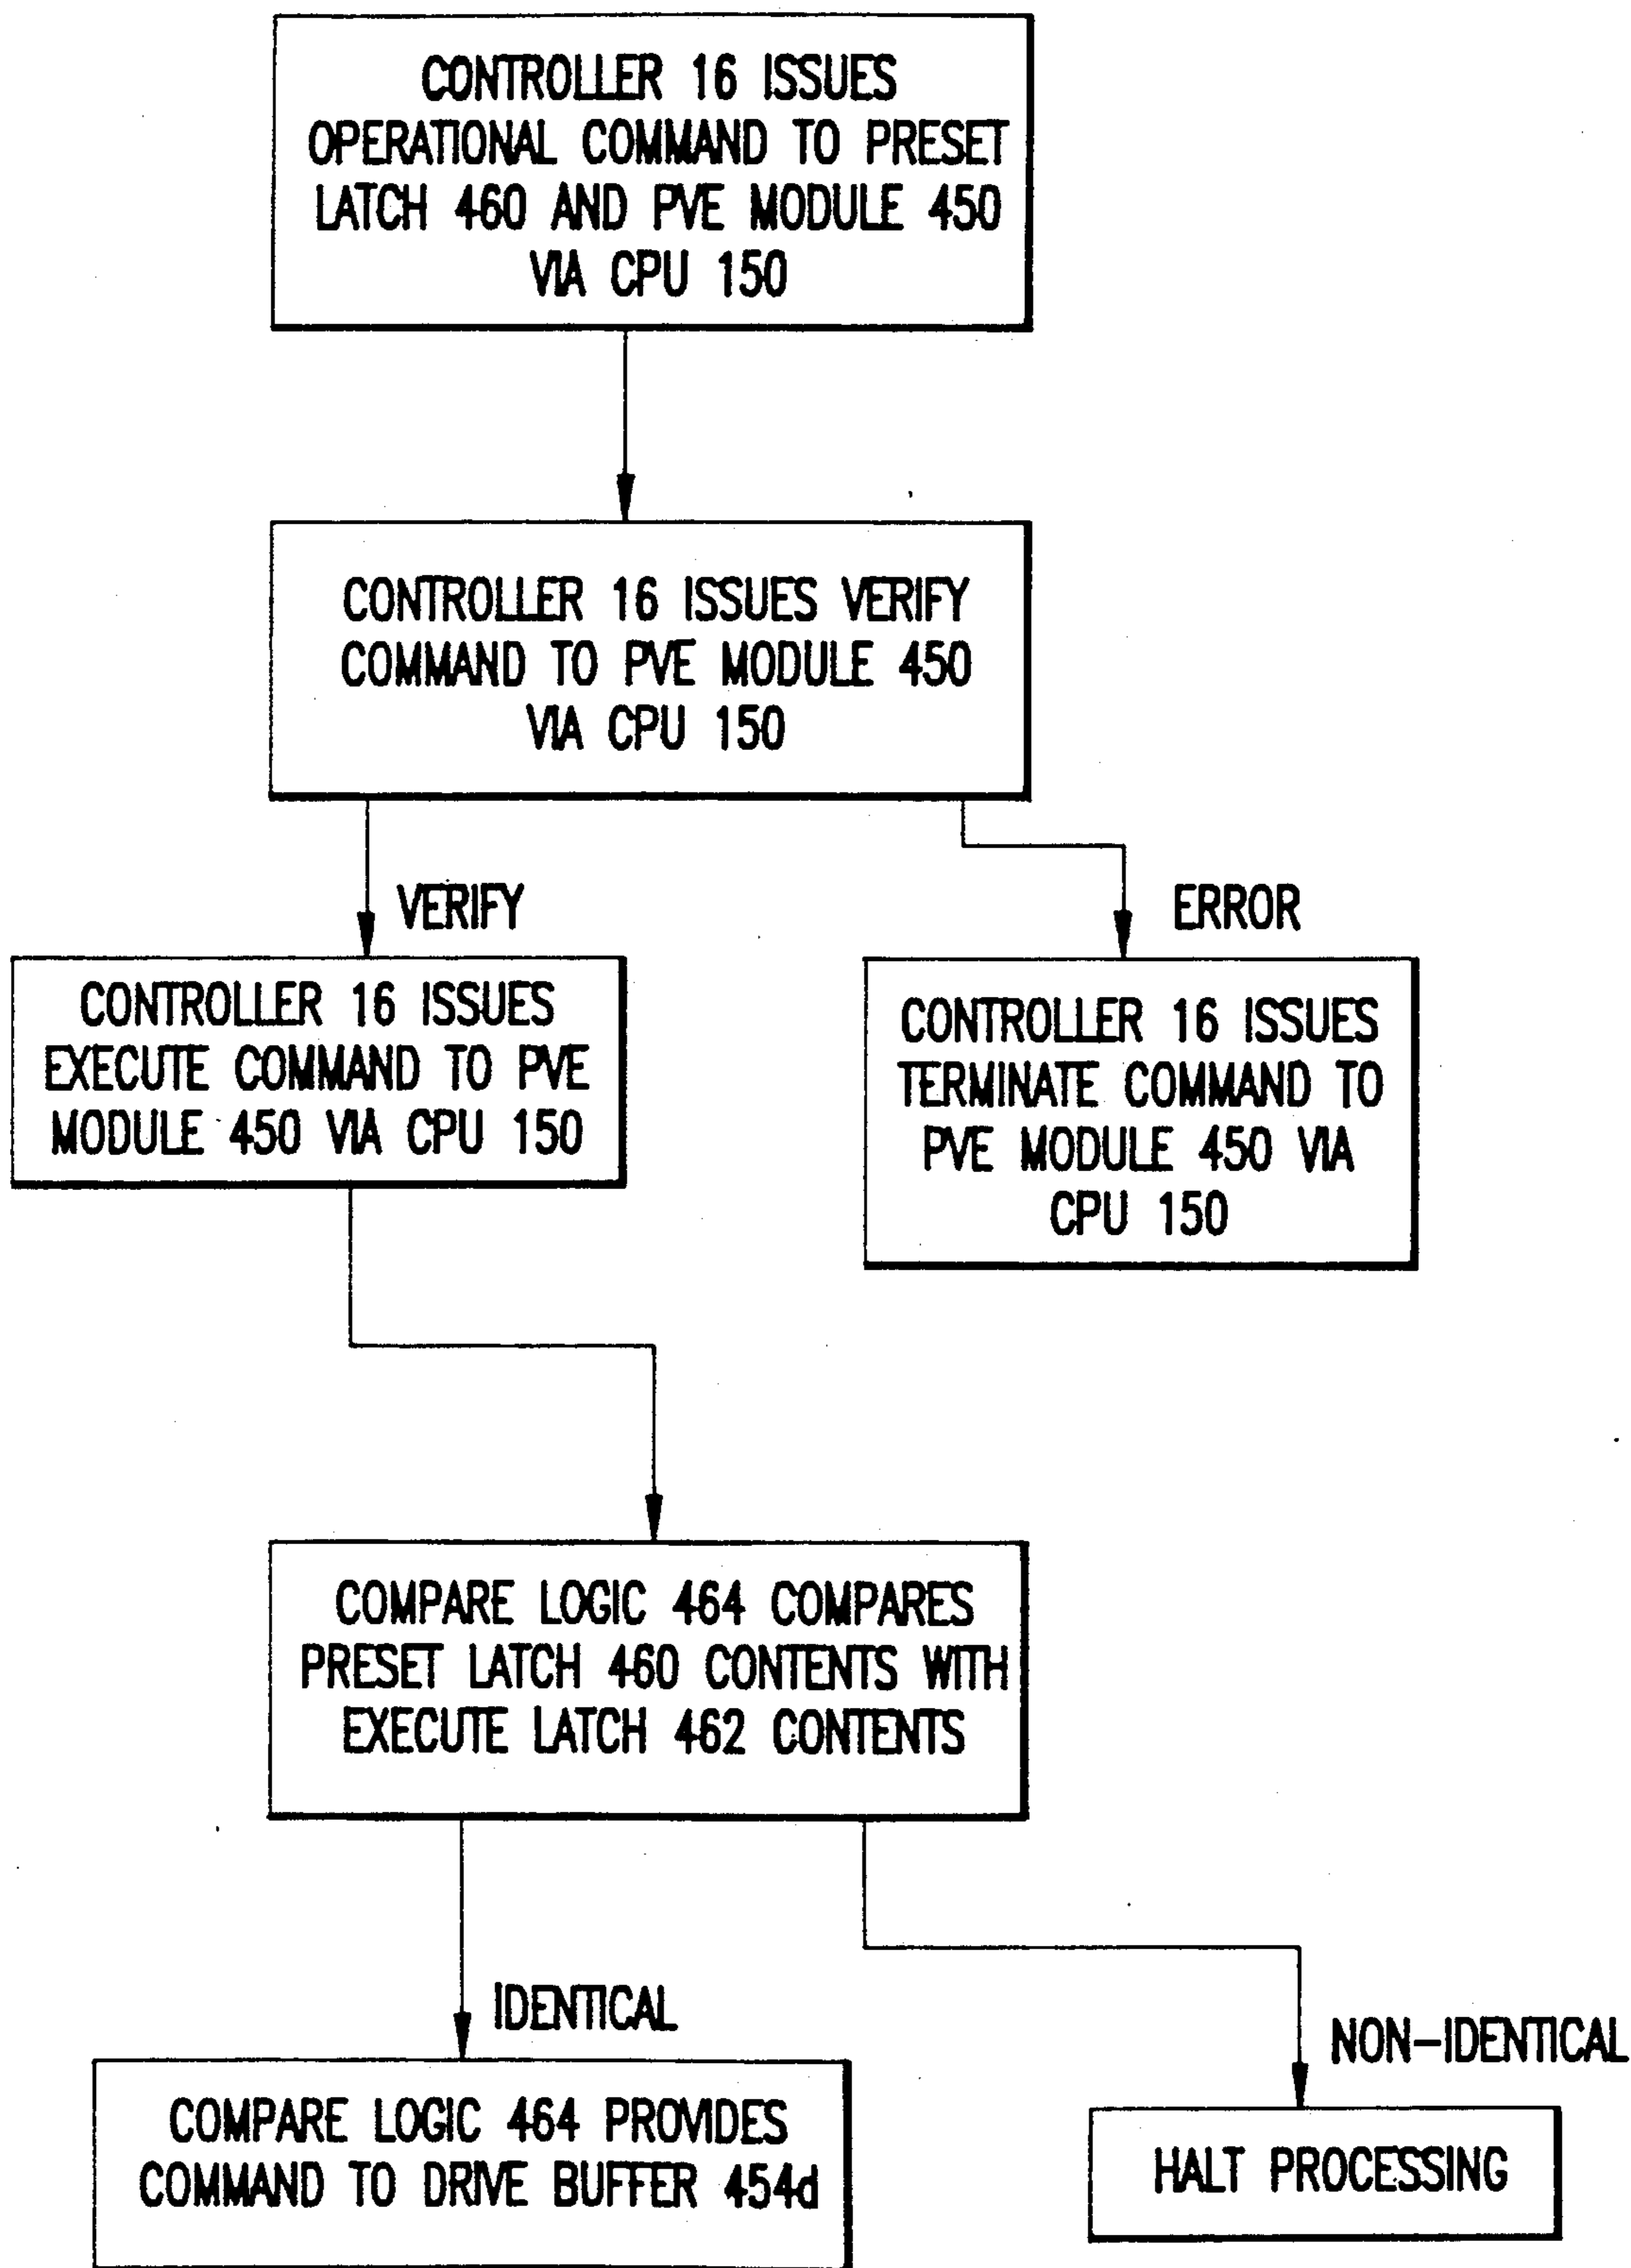 CONTROLLER 16 ISSUES
OPERATIONAL COMMAND TO PRESET
LATCH 460 AND PVE MODULE 450
VIA CPU 150
CONTROLLER 16 ISSUES VERIFY
COMMAND TO PVE MODULE 450
VIA CPU 150
VERIFY
ERROR
CONTROLLER 16 ISSUES
EXECUTE COMMAND TO PVE
MODULE 450 VIA CPU 150
CONTROLLER 16 ISSUES
TERMINATE COMMAND TO
PVE MODULE 450 VIA
CPU 150
COMPARE LOGIC 464 COMPARES
PRESET LATCH 460 CONTENTS WITH
EXECUTE LATCH 462 CONTENTS
IDENTICAL
NON-IDENTICAL
COMPARE LOGIC 464 PROVIDES
COMMAND TO DRIVE BUFFER 454d
HALT PROCESSING